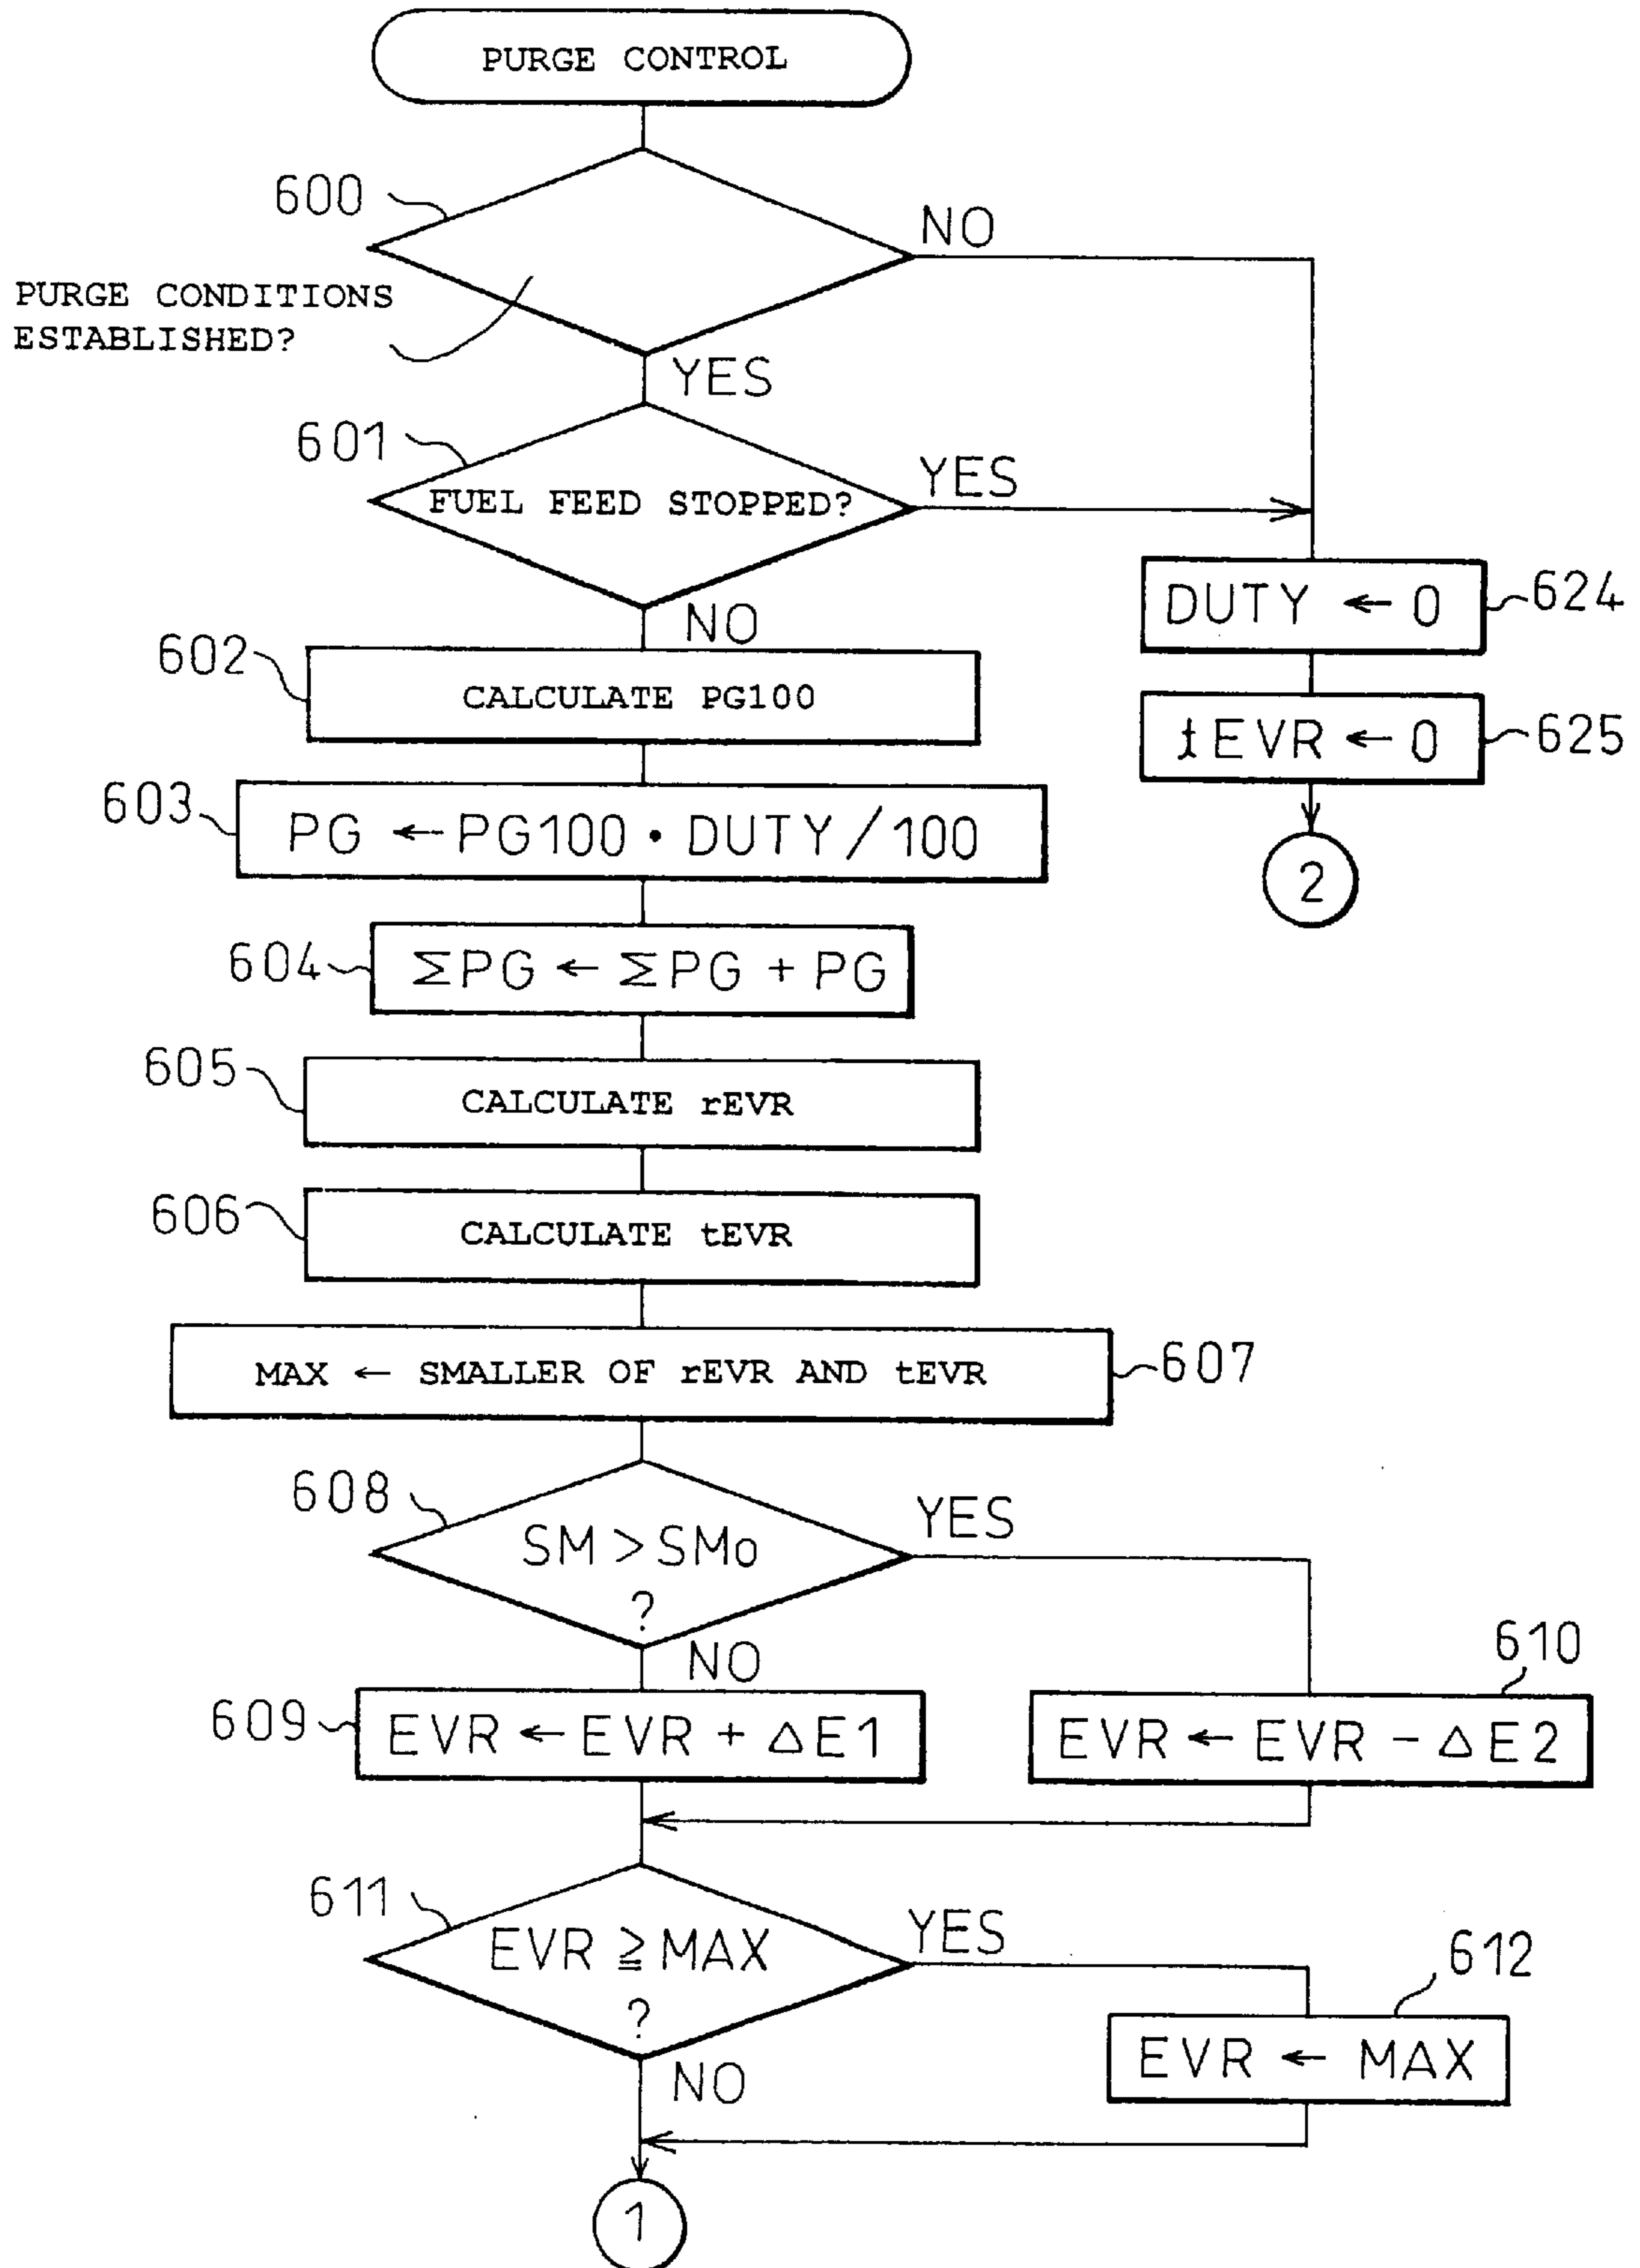 PURGE CONTROL
600
NO
PURGE CONDITIONS
ESTABLISHED?
YES
601
FUEL FEED STOPPED?
YES
NO
DUTY ← 0
624
602
CALCULATE PG100
tEVR ← 0
625
603
PG ← PG100 • DUTY / 100
2
604
ΣPG ← ΣPG + PG
605
CALCULATE rEVR
606
CALCULATE tEVR
MAX ← SMALLER OF rEVR AND tEVR
607
608
SM > SMo
?
YES
NO
609
EVR ← EVR + ΔE1
610
EVR ← EVR - ΔE2
611
EVR ≧ MAX
?
YES
612
EVR ← MAX
NO
1